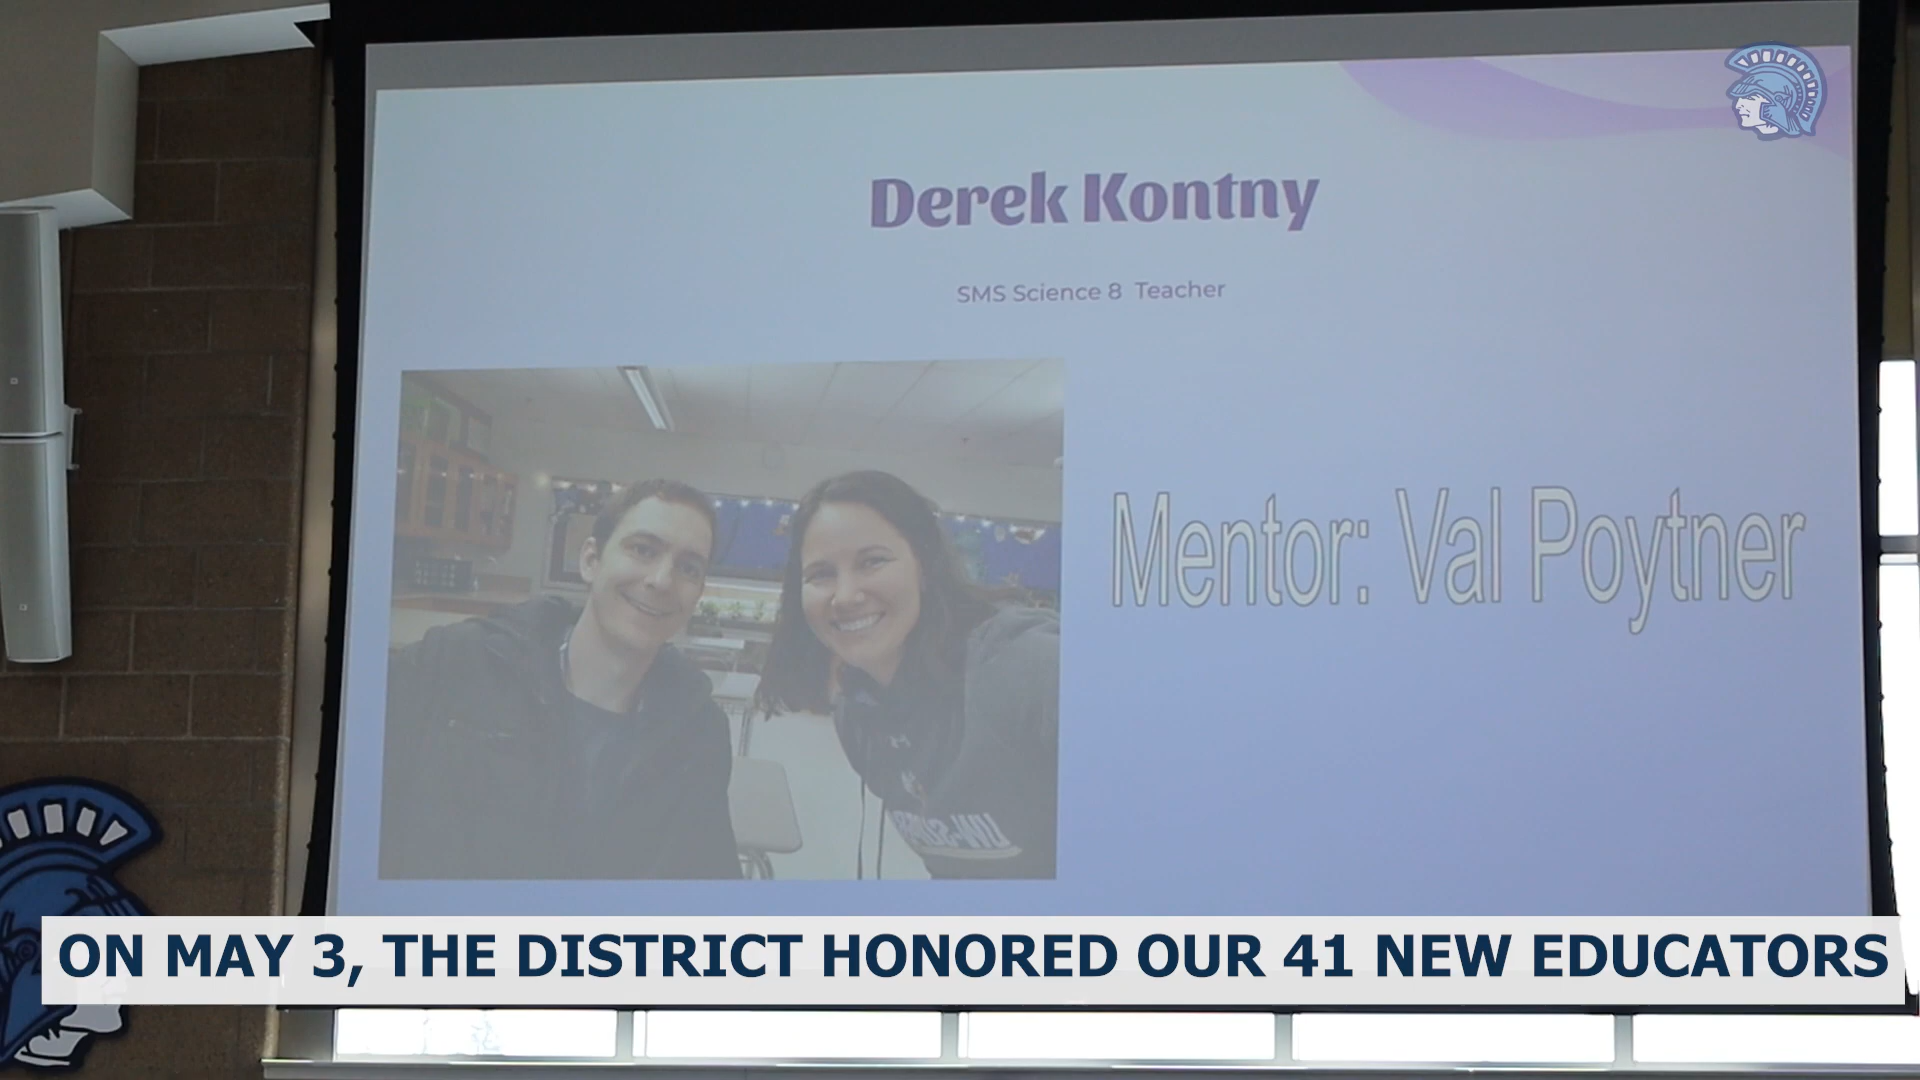 Derek Kontny
SMS Science 8 Teacher
Mentor: Val Poytner
ON MAY 3, THE DISTRICT HONORED OUR 41 NEW EDUCATORS